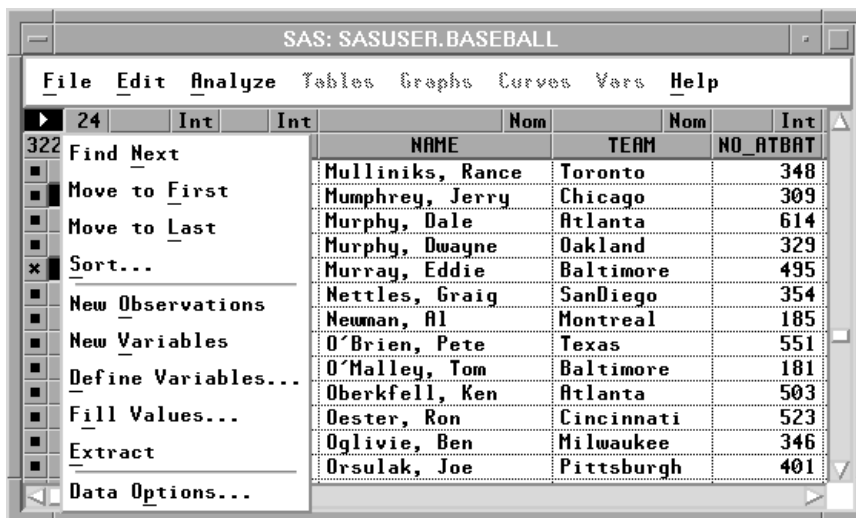 SAS: SASUSER.BASEBALL
File Edit Analyze Tables Graphs Curves Vars Help
24 Int Int Nom Nom Int
322 NAME TEAM NO_ATBAT
Find Next
Move to First
Move to Last
Sort...
New Observations
New Variables
Define Variables...
Fill Values...
Extract
Data Options...
Mulliniks, Rance Toronto 348
Mumphrey, Jerry Chicago 309
Murphy, Dale Atlanta 614
Murphy, Dwayne Oakland 329
Murray, Eddie Baltimore 495
Nettles, Graig SanDiego 354
Newman, Al Montreal 185
O'Brien, Pete Texas 551
O'Malley, Tom Baltimore 181
Oberkfell, Ken Atlanta 503
Oester, Ron Cincinnati 523
Oglivie, Ben Milwaukee 346
Orsulak, Joe Pittsburgh 401